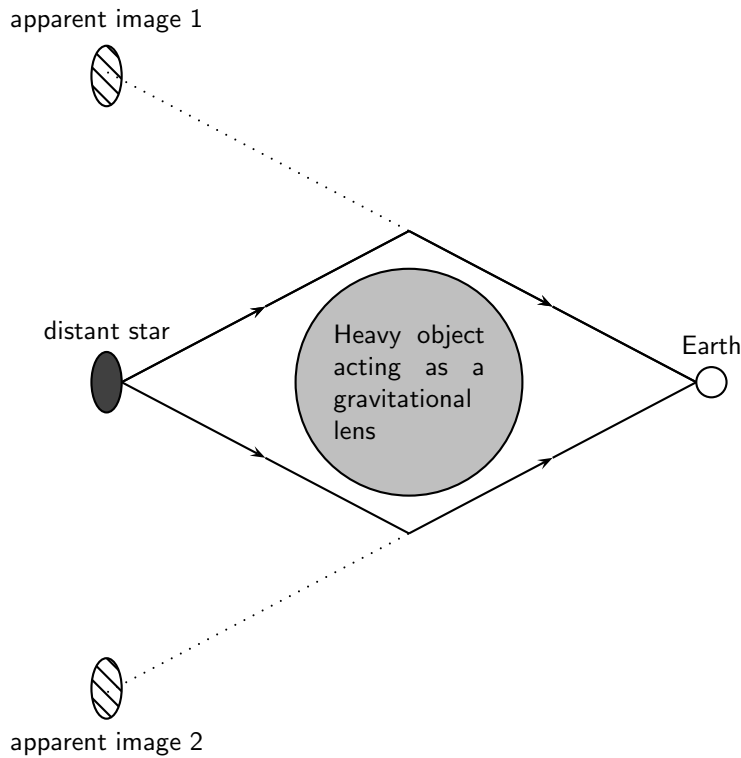 apparent image 1
distant star
Heavy object
acting as a
gravitational
lens
Earth
apparent image 2